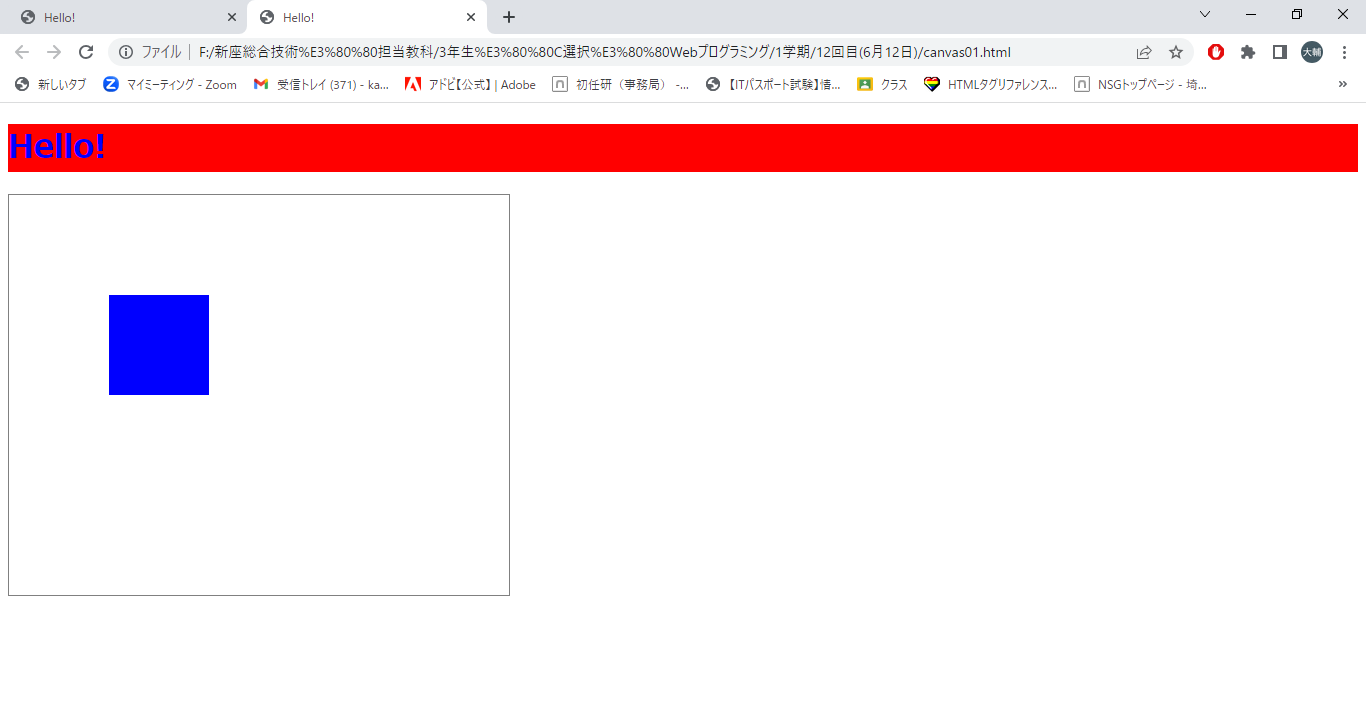 Hello!
Hello!
ファイル F:/新座総合技術%E3%80%80担当教科/3年生%E3%80%80C選択%E3%80%80Webプログラミング/1学期/12回目(6月12日)/canvas01.html
大輔
新しいタブ マイミーティング - Zoom 受信トレイ (371) - ka... アドビ【公式】 | Adobe 初任研（事務局） -... 【ITパスポート試験】情... クラス HTMLタグリファレンス... NSGトップページ - 埼... »
Hello!